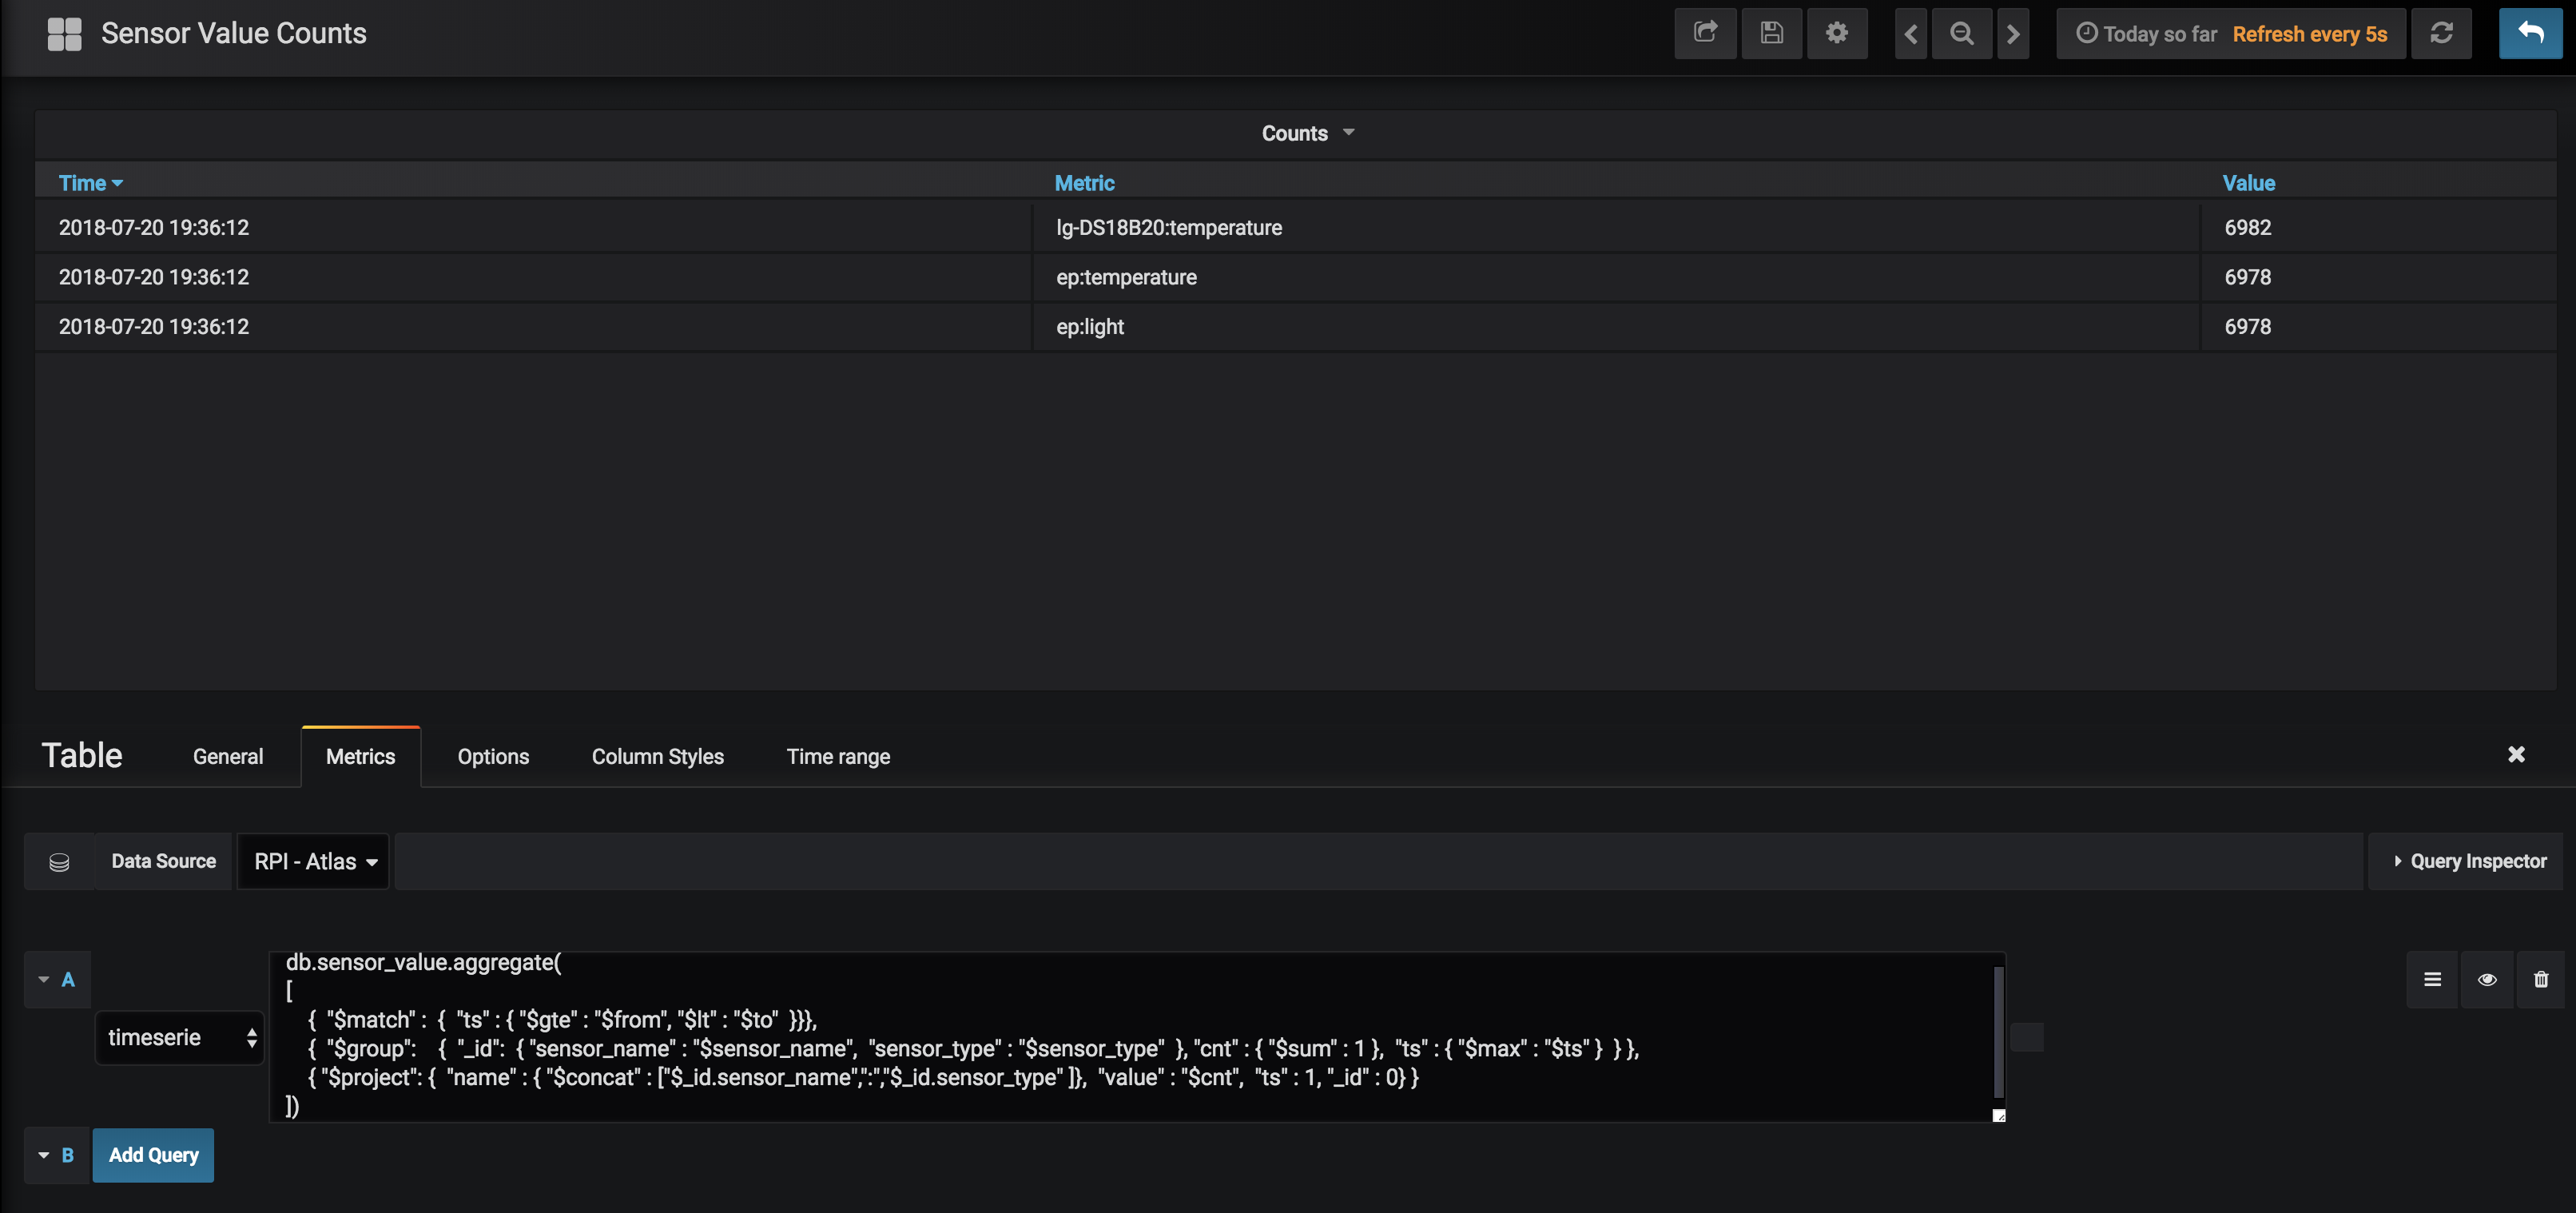 Sensor Value Counts
Today so far Refresh every 5s
Counts
Time Metric Value
2018-07-20 19:36:12 lg-DS18B20:temperature 6982
2018-07-20 19:36:12 ep:temperature 6978
2018-07-20 19:36:12 ep:light 6978
Table General Metrics Options Column Styles Time range
Data Source RPI - Atlas Query Inspector
A
timeserie
db.sensor_value.aggregate(
[
{ "$match" : { "ts" : { "$gte" : "$from", "$lt" : "$to" }}},
{ "$group": { "_id": { "sensor_name" : "$sensor_name", "sensor_type" : "$sensor_type" }, "cnt" : { "$sum" : 1 }, "ts" : { "$max" : "$ts" } } },
{ "$project": { "name" : { "$concat" : ["$_id.sensor_name",":","$_id.sensor_type" ]}, "value" : "$cnt", "ts" : 1, "_id" : 0} }
])
B Add Query